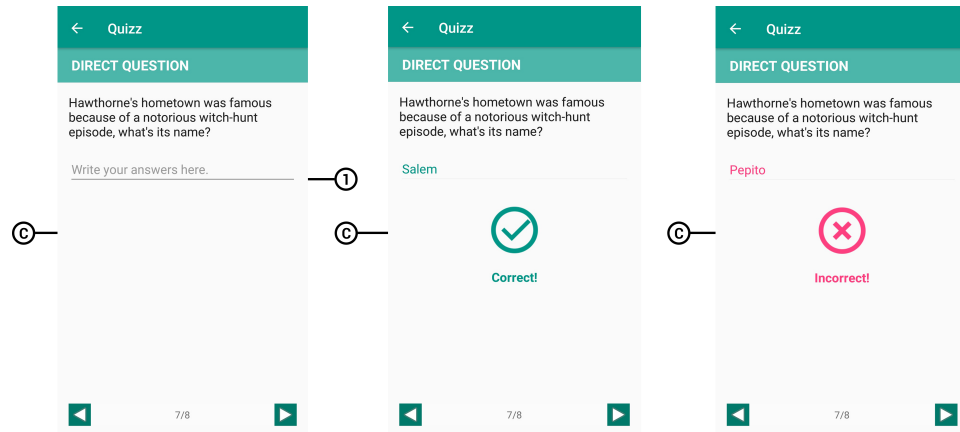 Quizz
DIRECT QUESTION
Hawthorne's hometown was famous
because of a notorious witch-hunt
episode, what's its name?
Write your answers here.
1
C
7/8
Quizz
DIRECT QUESTION
Hawthorne's hometown was famous
because of a notorious witch-hunt
episode, what's its name?
Salem
C
Correct!
7/8
Quizz
DIRECT QUESTION
Hawthorne's hometown was famous
because of a notorious witch-hunt
episode, what's its name?
Pepito
C
Incorrect!
7/8